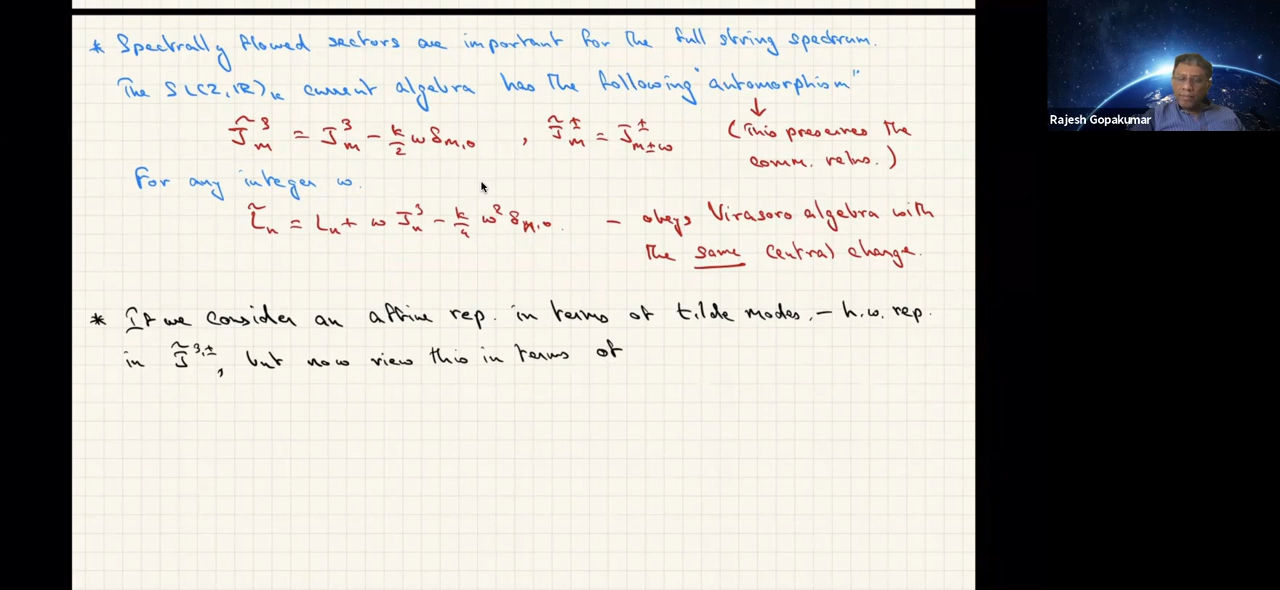 * Spectrally flowed sectors are important for the full string spectrum.
The SL(2,R)_k current algebra has the following "automorphism"
↓
J̃³_m = J³_m − k/2 w δ_{m,0} , J̃^±_m = J^±_{m±w} (This preserves the
comm. relns.)
For any integer w.
L̃_n = L_n + w J³_n − k/4 w² δ_{n,0}. – obeys Virasoro algebra with
the same central change.
* If we consider an affine rep. in terms of tilde modes, – h.w. rep.
in J̃^{3,±}, but now view this in terms of
Rajesh Gopakumar